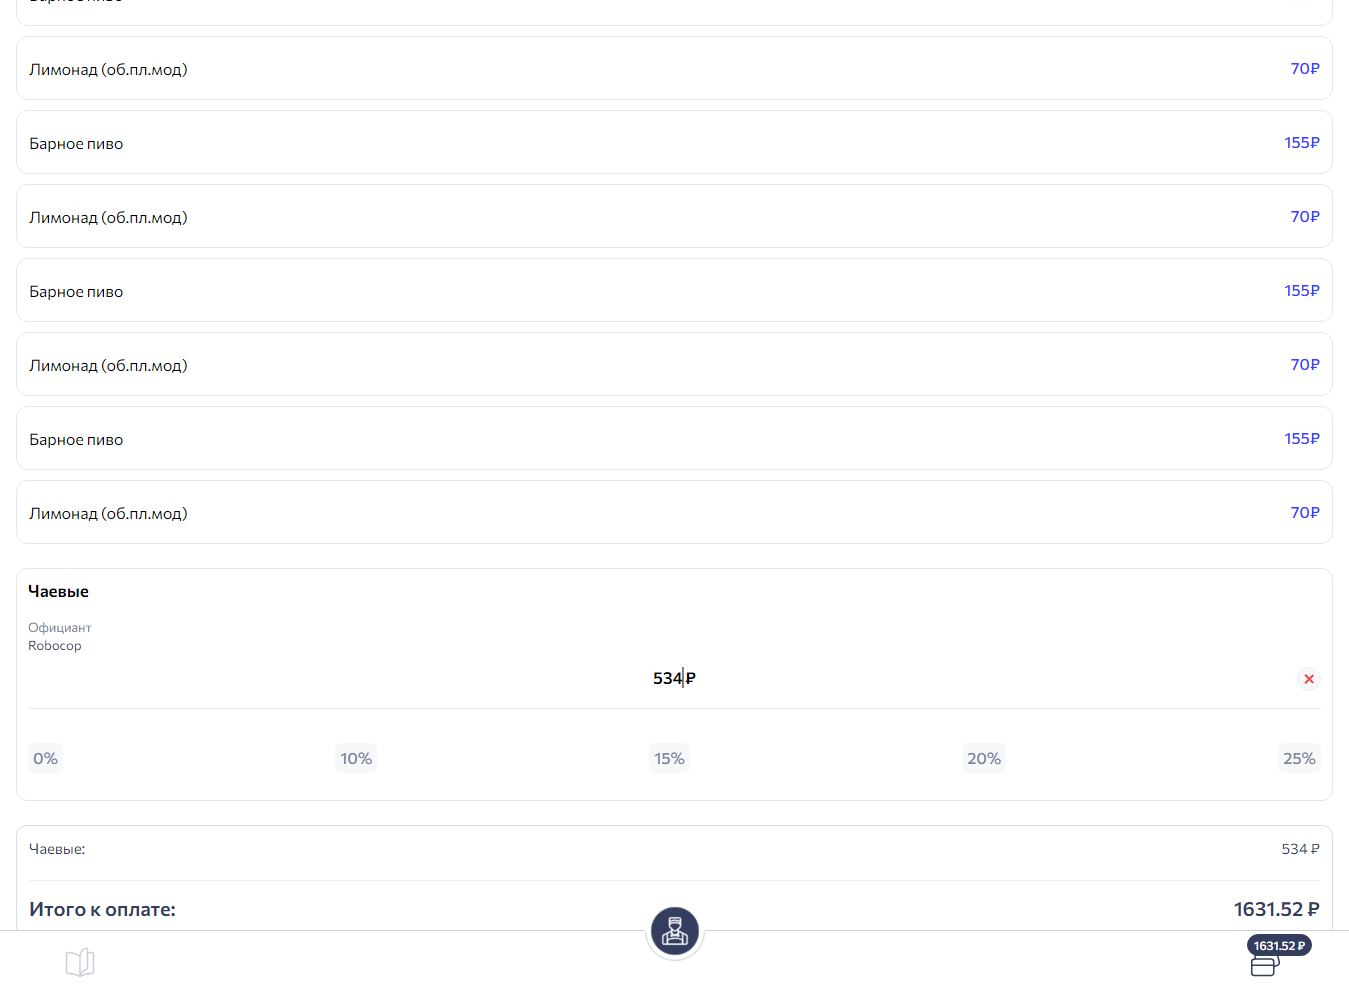 Лимонад (об.пл.мод) 70₽
Барное пиво 155₽
Лимонад (об.пл.мод) 70₽
Барное пиво 155₽
Лимонад (об.пл.мод) 70₽
Барное пиво 155₽
Лимонад (об.пл.мод) 70₽
Чаевые
Официант
Robocop
534 ₽
0% 10% 15% 20% 25%
Чаевые: 534 ₽
Итого к оплате: 1631.52 ₽
1631.52 ₽